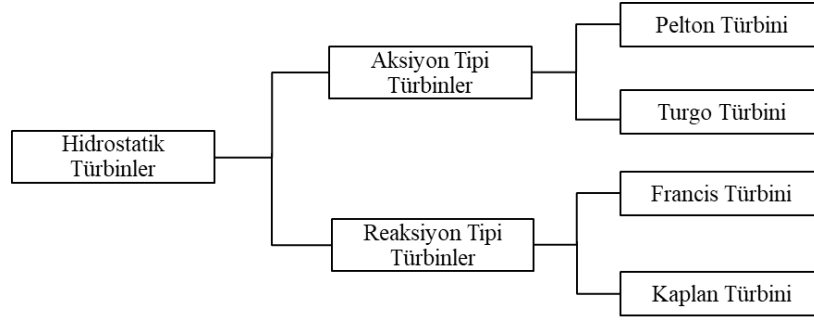 Hidrostatik
Türbinler
Aksiyon Tipi
Türbinler
Reaksiyon Tipi
Türbinler
Pelton Türbini
Turgo Türbini
Francis Türbini
Kaplan Türbini